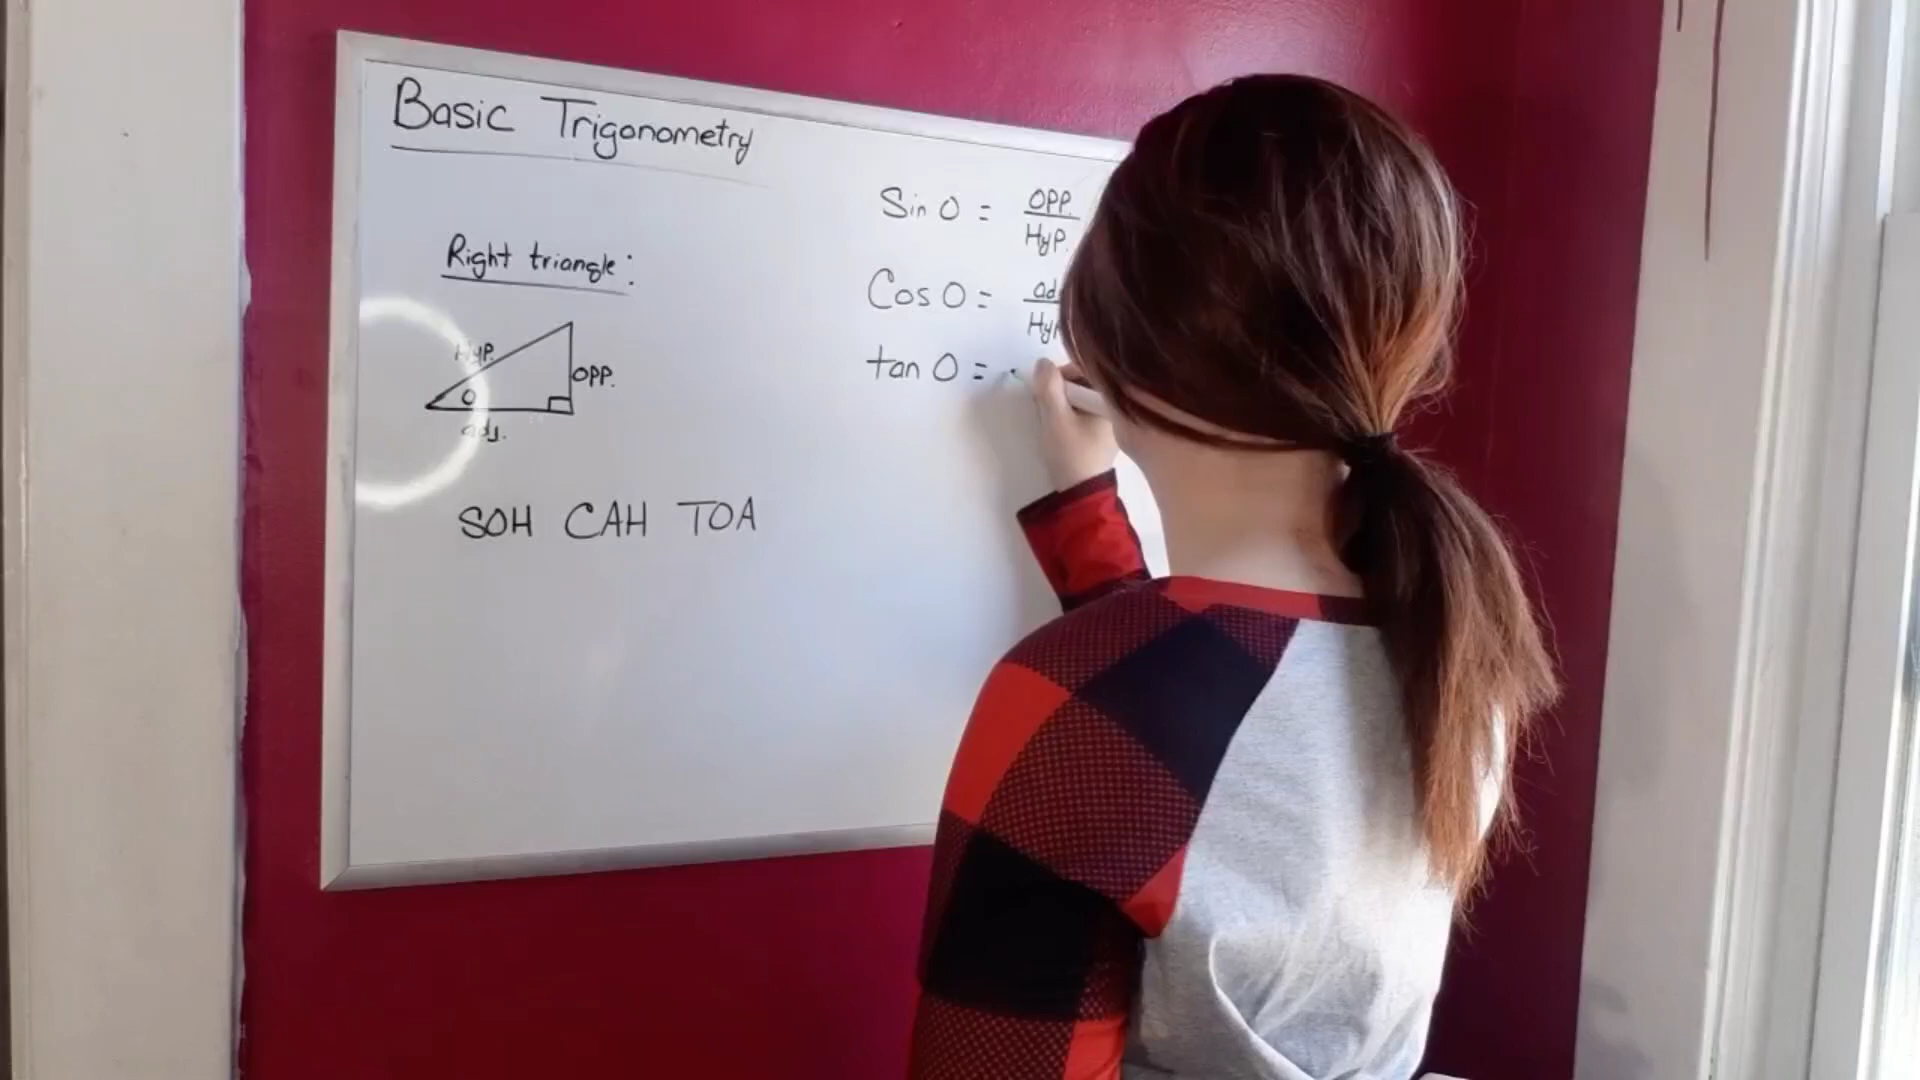 Basic Trigonometry
Right triangle:
Hyp.
OPP.
O
adj.
SOH CAH TOA
Sin O = OPP.
Hyp.
Cos O =
tan O =